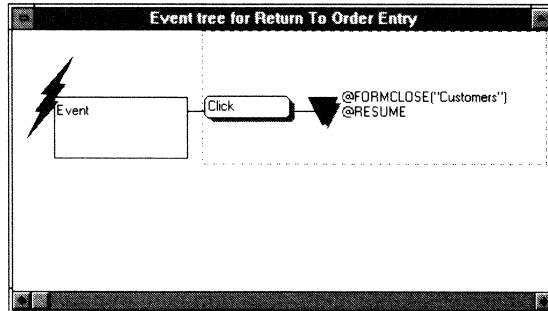 Event tree for Return To Order Entry
Event
Click
@FORMCLOSE("Customers")
@RESUME